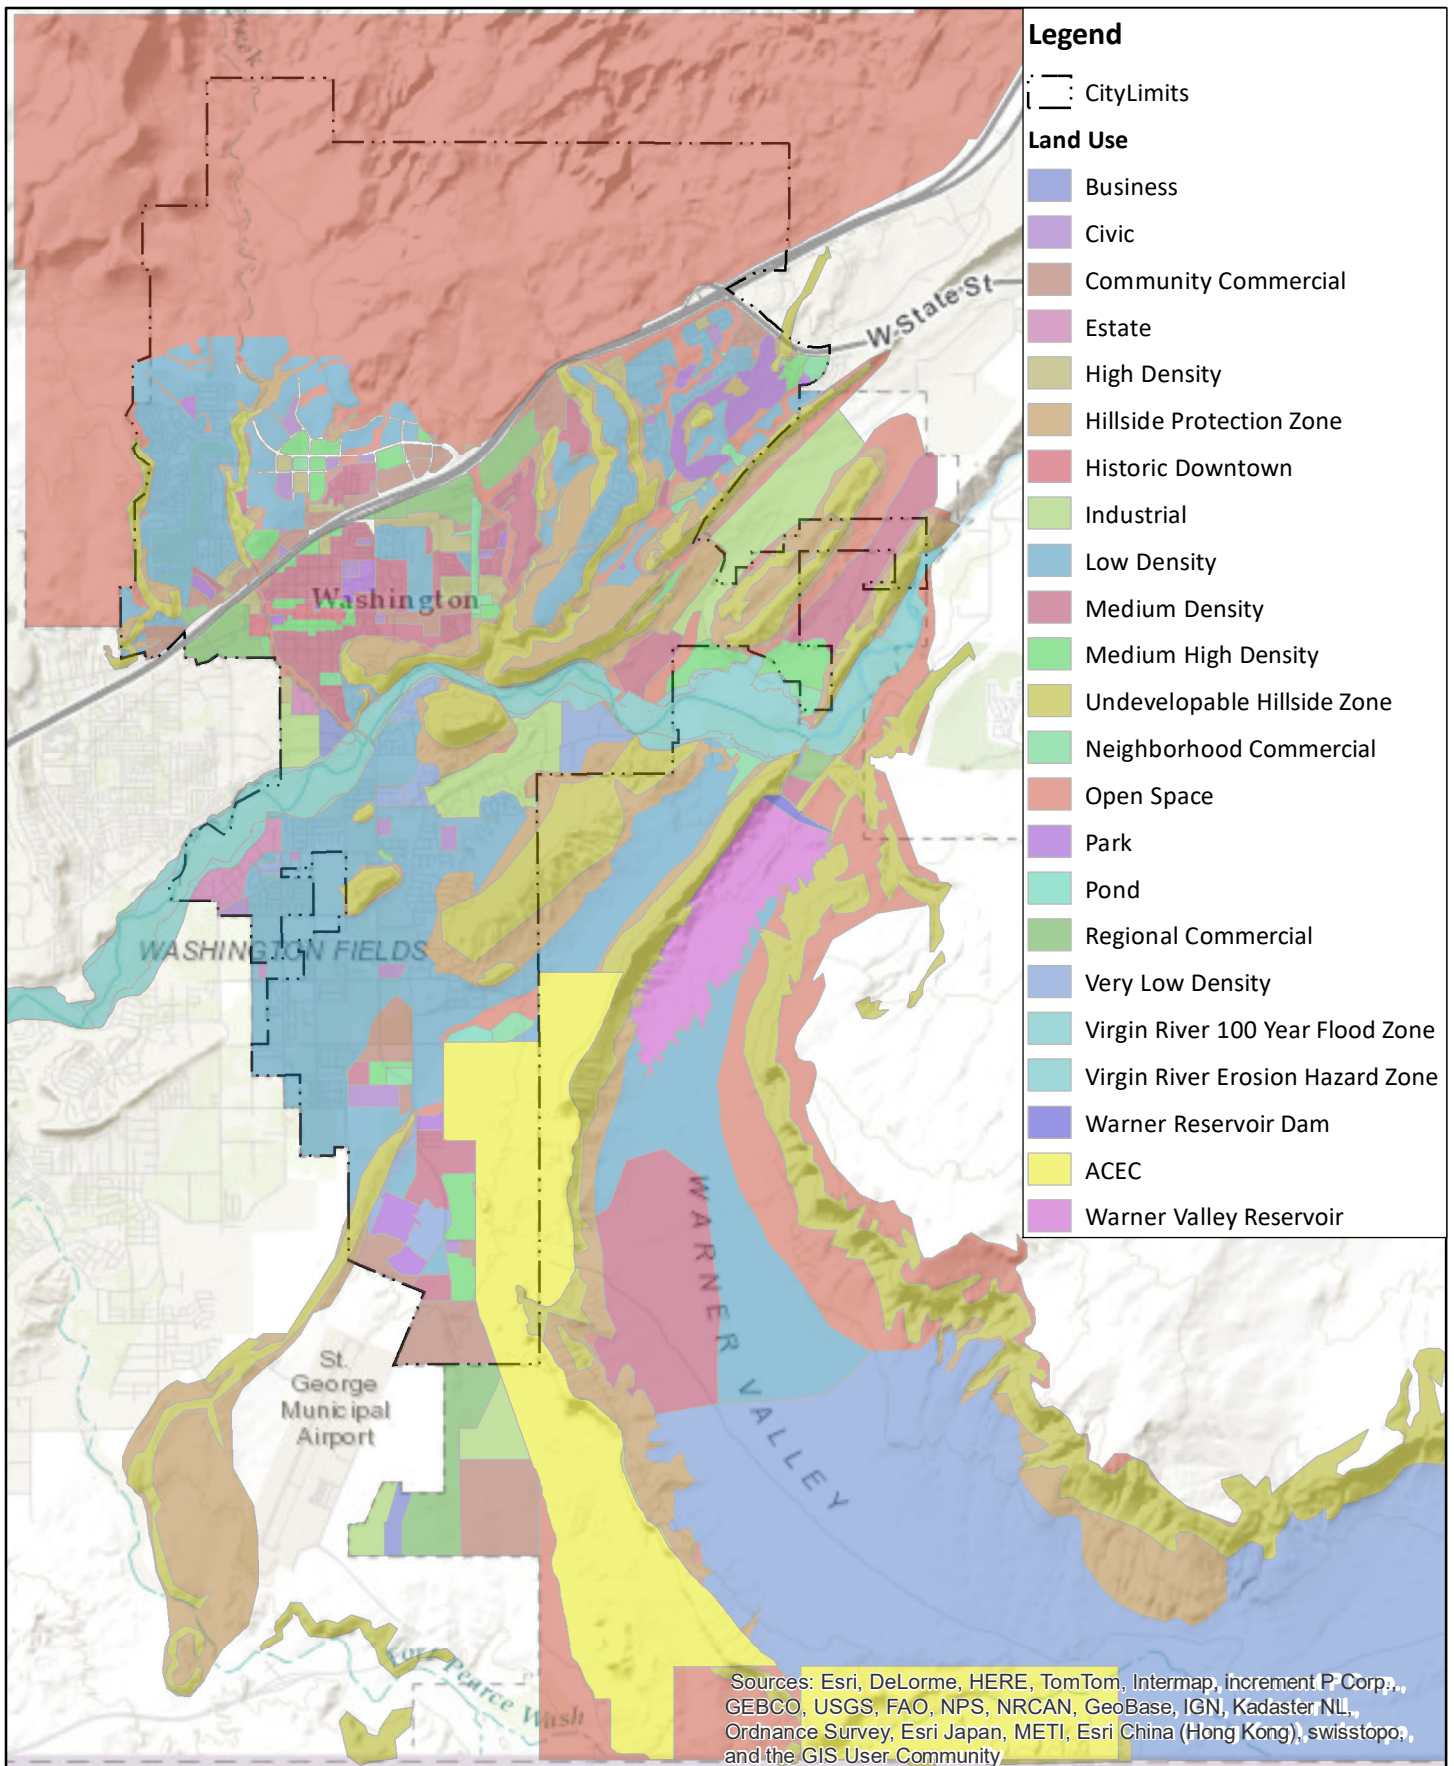 Legend
CityLimits
Land Use
Business
Civic
Community Commercial
Estate
High Density
Hillside Protection Zone
Historic Downtown
Industrial
Low Density
Medium Density
Medium High Density
Undevelopable Hillside Zone
Neighborhood Commercial
Open Space
Park
Pond
Regional Commercial
Very Low Density
Virgin River 100 Year Flood Zone
Virgin River Erosion Hazard Zone
Warner Reservoir Dam
ACEC
Warner Valley Reservoir
W State St
Washington
WASHINGTON FIELDS
WARNER VALLEY
St.
George
Municipal
Airport
Fort Pearce Wash
Sources: Esri, DeLorme, HERE, TomTom, Intermap, increment P Corp.,
GEBCO, USGS, FAO, NPS, NRCAN, GeoBase, IGN, Kadaster NL,
Ordnance Survey, Esri Japan, METI, Esri China (Hong Kong), swisstopo,
and the GIS User Community